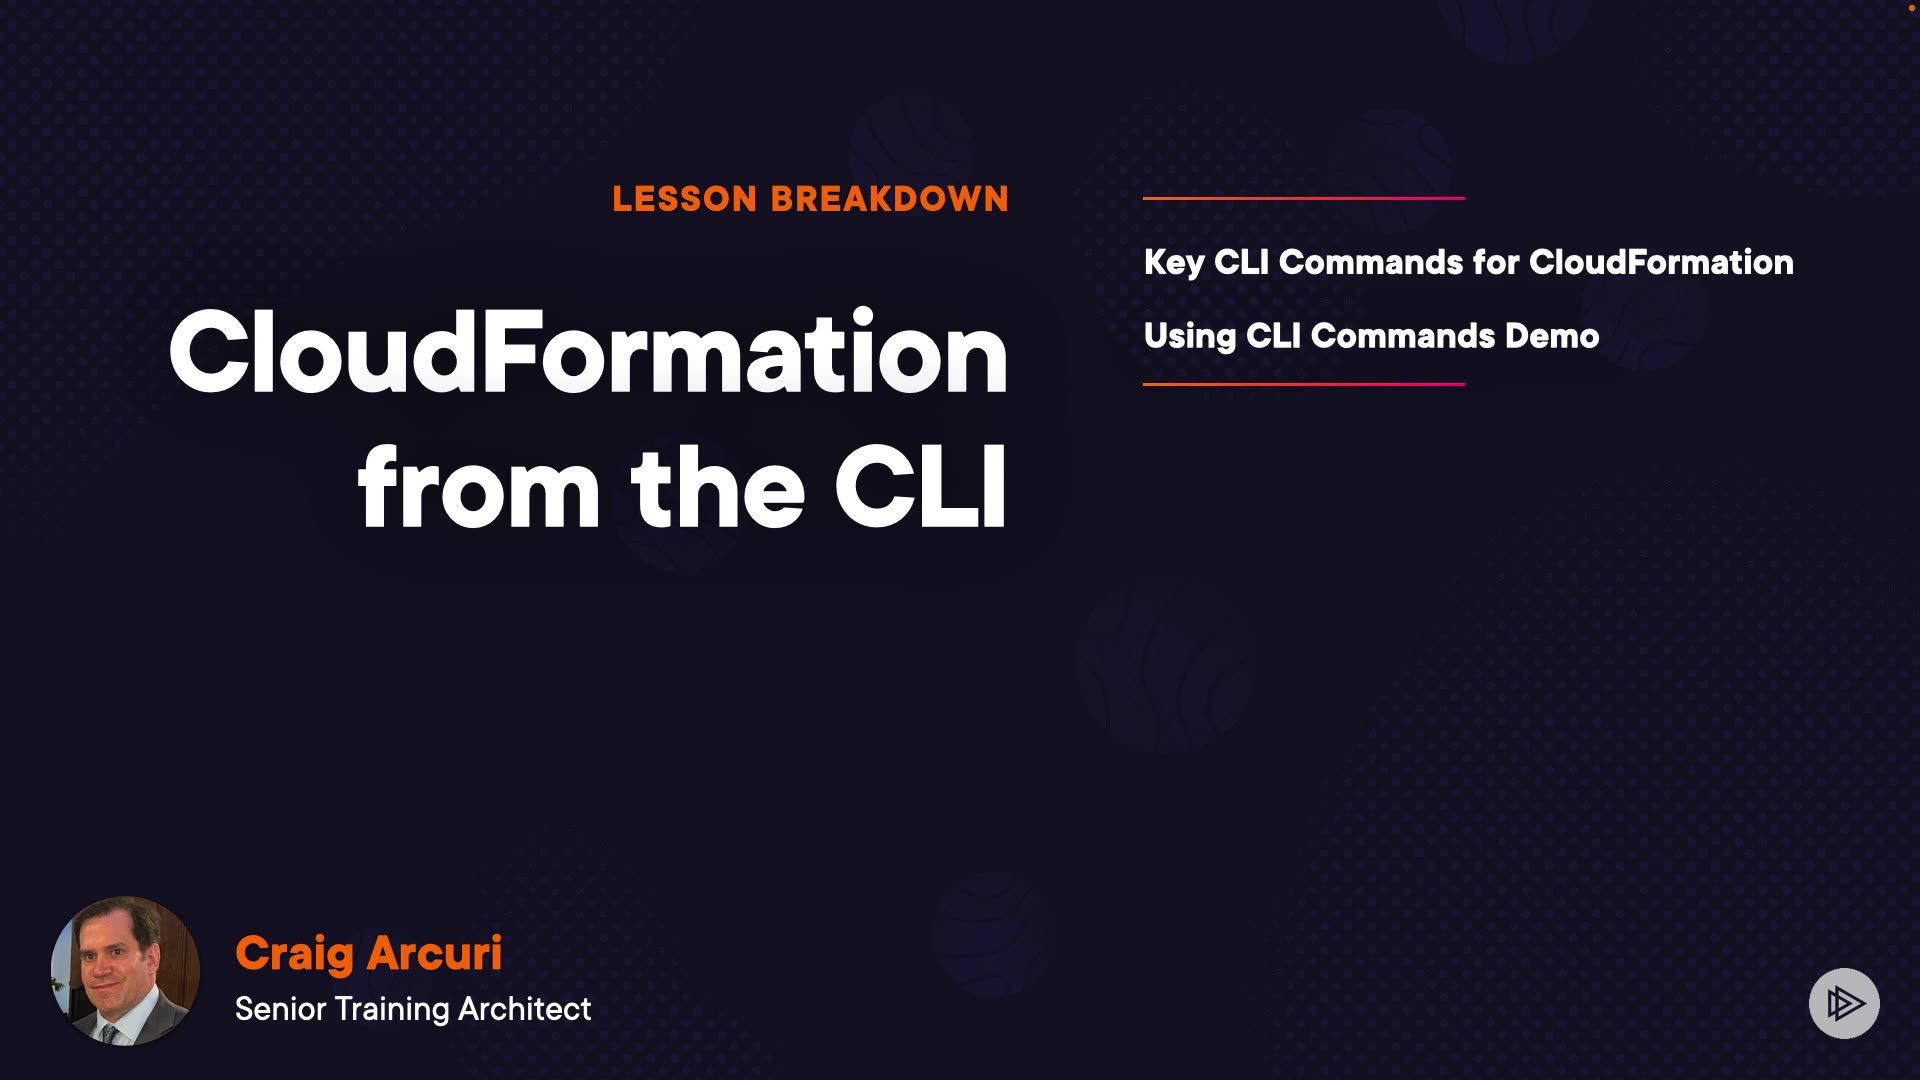 LESSON BREAKDOWN
CloudFormation
from the CLI
Key CLI Commands for CloudFormation
Using CLI Commands Demo
Craig Arcuri
Senior Training Architect